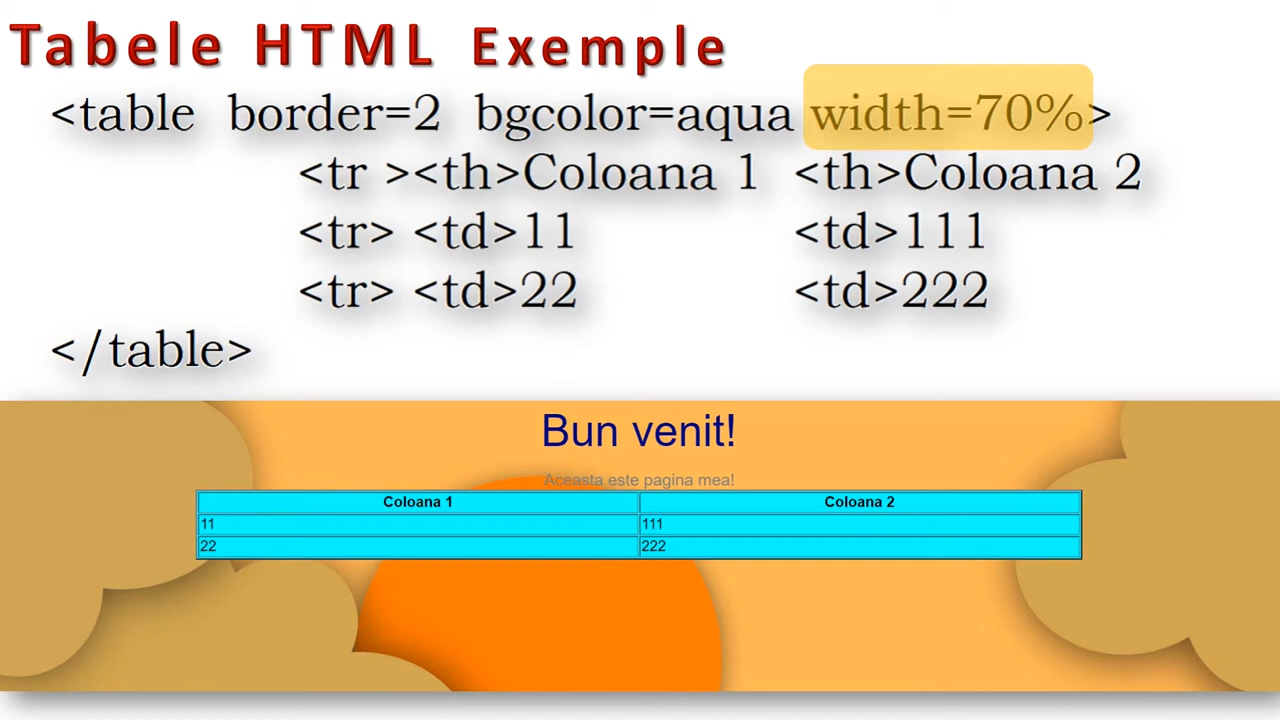 Tabele HTML Exemple
<table border=2 bgcolor=aqua width=70%>
<tr ><th>Coloana 1 <th>Coloana 2
<tr> <td>11 <td>111
<tr> <td>22 <td>222
</table>
Bun venit!
Aceasta este pagina mea!
Coloana 1 Coloana 2
11 111
22 222